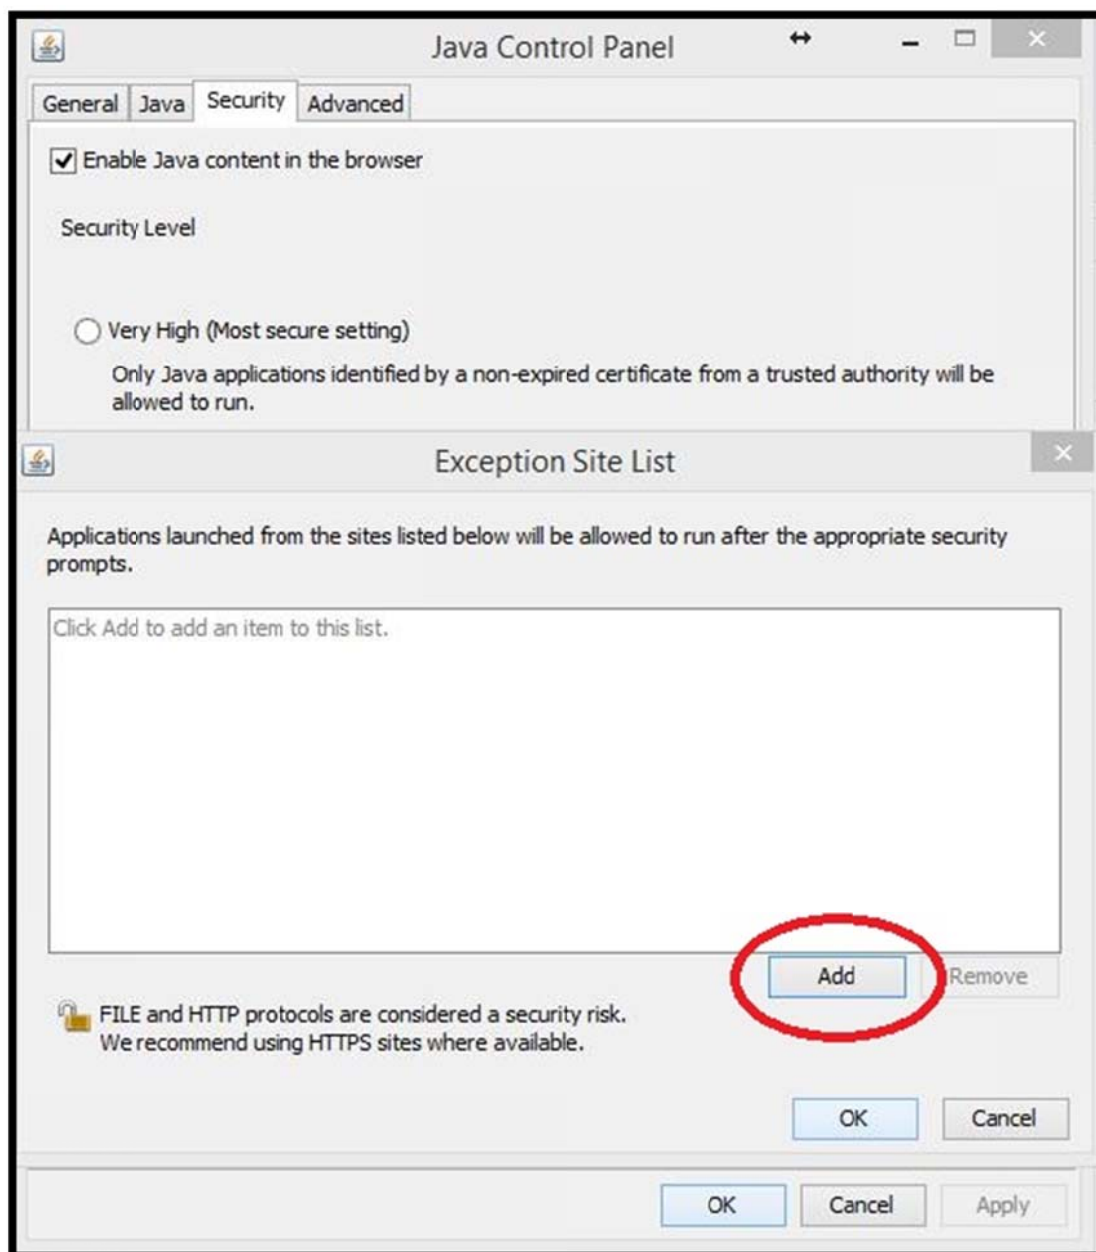 Java Control Panel
General Java Security Advanced
Enable Java content in the browser
Security Level
Very High (Most secure setting)
Only Java applications identified by a non-expired certificate from a trusted authority will be
allowed to run.
Exception Site List
Applications launched from the sites listed below will be allowed to run after the appropriate security
prompts.
Click Add to add an item to this list.
Add Remove
FILE and HTTP protocols are considered a security risk.
We recommend using HTTPS sites where available.
OK Cancel
OK Cancel Apply